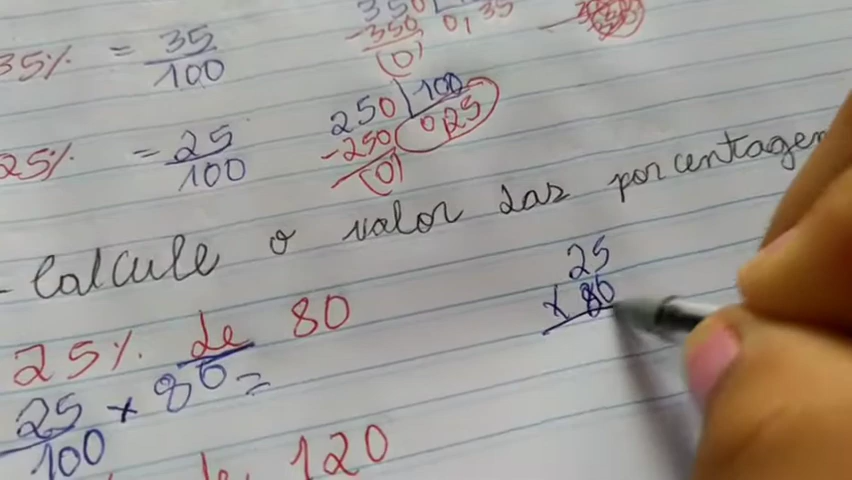 35% = 35/100 350 0,35 -350 (0)
25% = 25/100 250 100 -250 0,25 (0)
- Calcule o valor das porcentagen
25% de 80 25 x 80
25/100 x 80 =
de 120